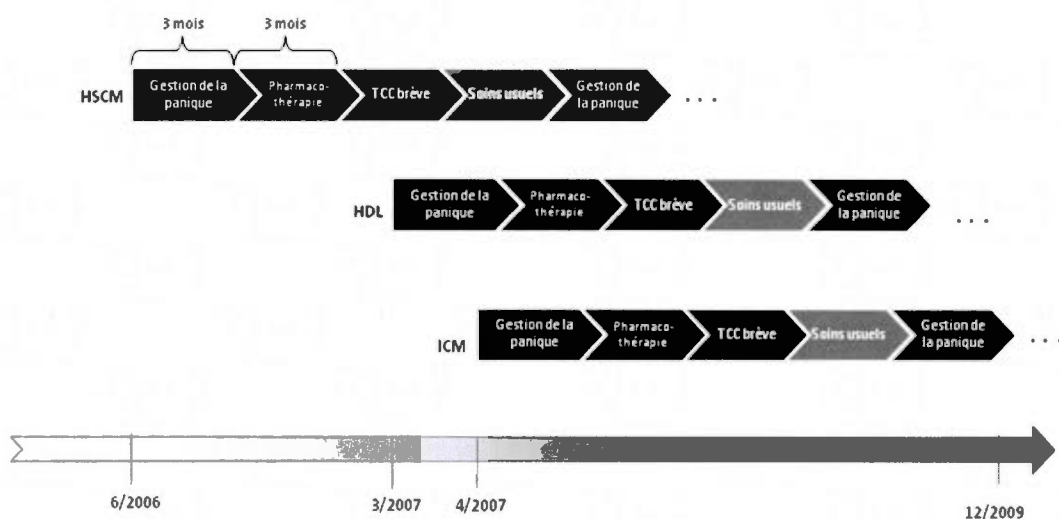 3 mois
3 mois
HSCM
Gestion de la
panique
Pharmaco-
thérapie
TCC brève
Soins usuels
Gestion de
la panique
...
HDL
Gestion de la
panique
Pharmaco-
thérapie
TCC brève
Soins usuels
Gestion de
la panique
...
ICM
Gestion de la
panique
Pharmaco-
thérapie
TCC brève
Soins usuels
Gestion de
la panique
...
6/2006
3/2007
4/2007
12/2009